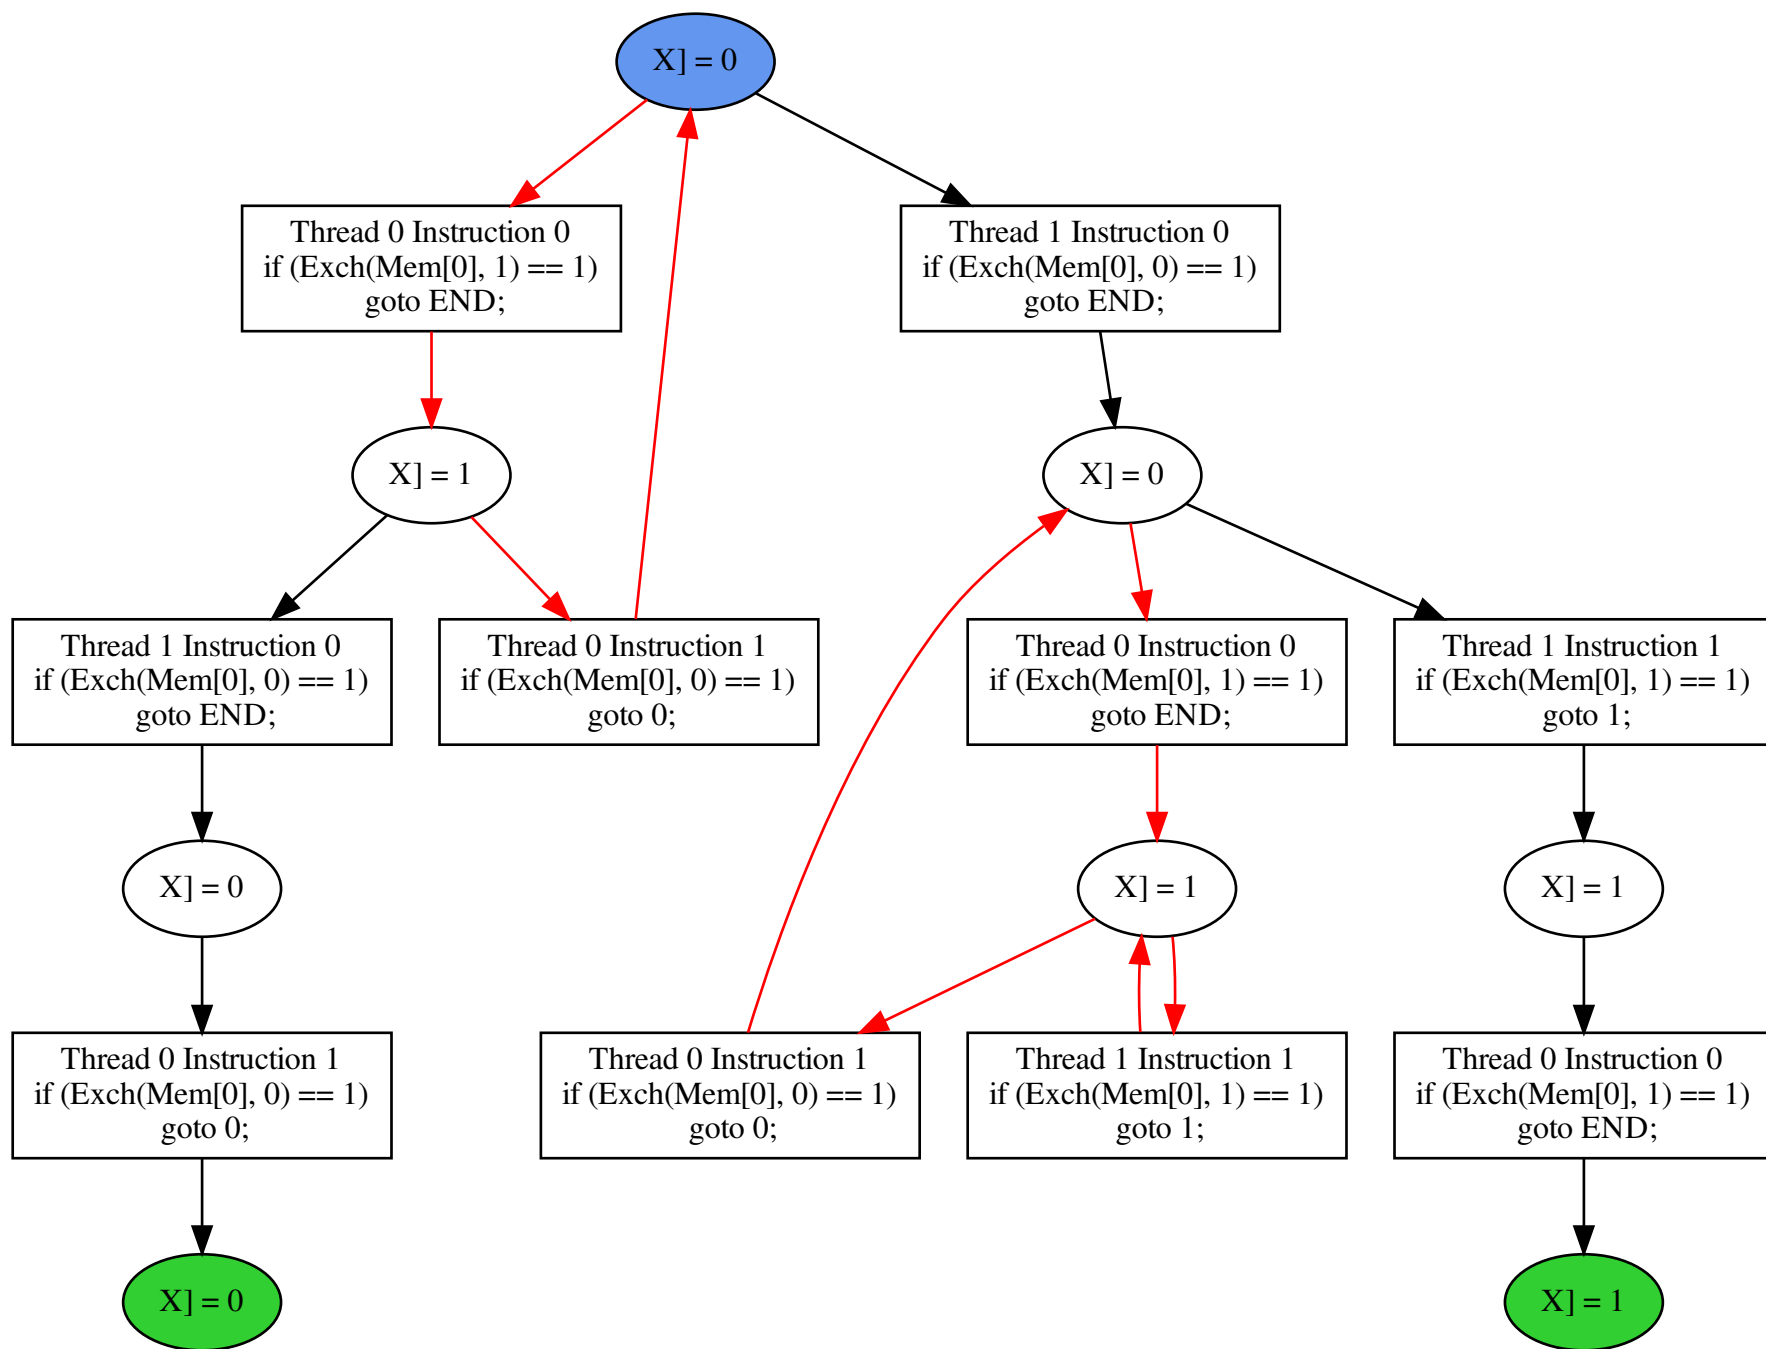 X] = 0
Thread 0 Instruction 0
if (Exch(Mem[0], 1) == 1)
goto END;
Thread 1 Instruction 0
if (Exch(Mem[0], 0) == 1)
goto END;
X] = 1
X] = 0
Thread 1 Instruction 0
if (Exch(Mem[0], 0) == 1)
goto END;
Thread 0 Instruction 1
if (Exch(Mem[0], 0) == 1)
goto 0;
Thread 0 Instruction 0
if (Exch(Mem[0], 1) == 1)
goto END;
Thread 1 Instruction 1
if (Exch(Mem[0], 1) == 1)
goto 1;
X] = 0
X] = 1
X] = 1
Thread 0 Instruction 1
if (Exch(Mem[0], 0) == 1)
goto 0;
Thread 0 Instruction 1
if (Exch(Mem[0], 0) == 1)
goto 0;
Thread 1 Instruction 1
if (Exch(Mem[0], 1) == 1)
goto 1;
Thread 0 Instruction 0
if (Exch(Mem[0], 1) == 1)
goto END;
X] = 0
X] = 1